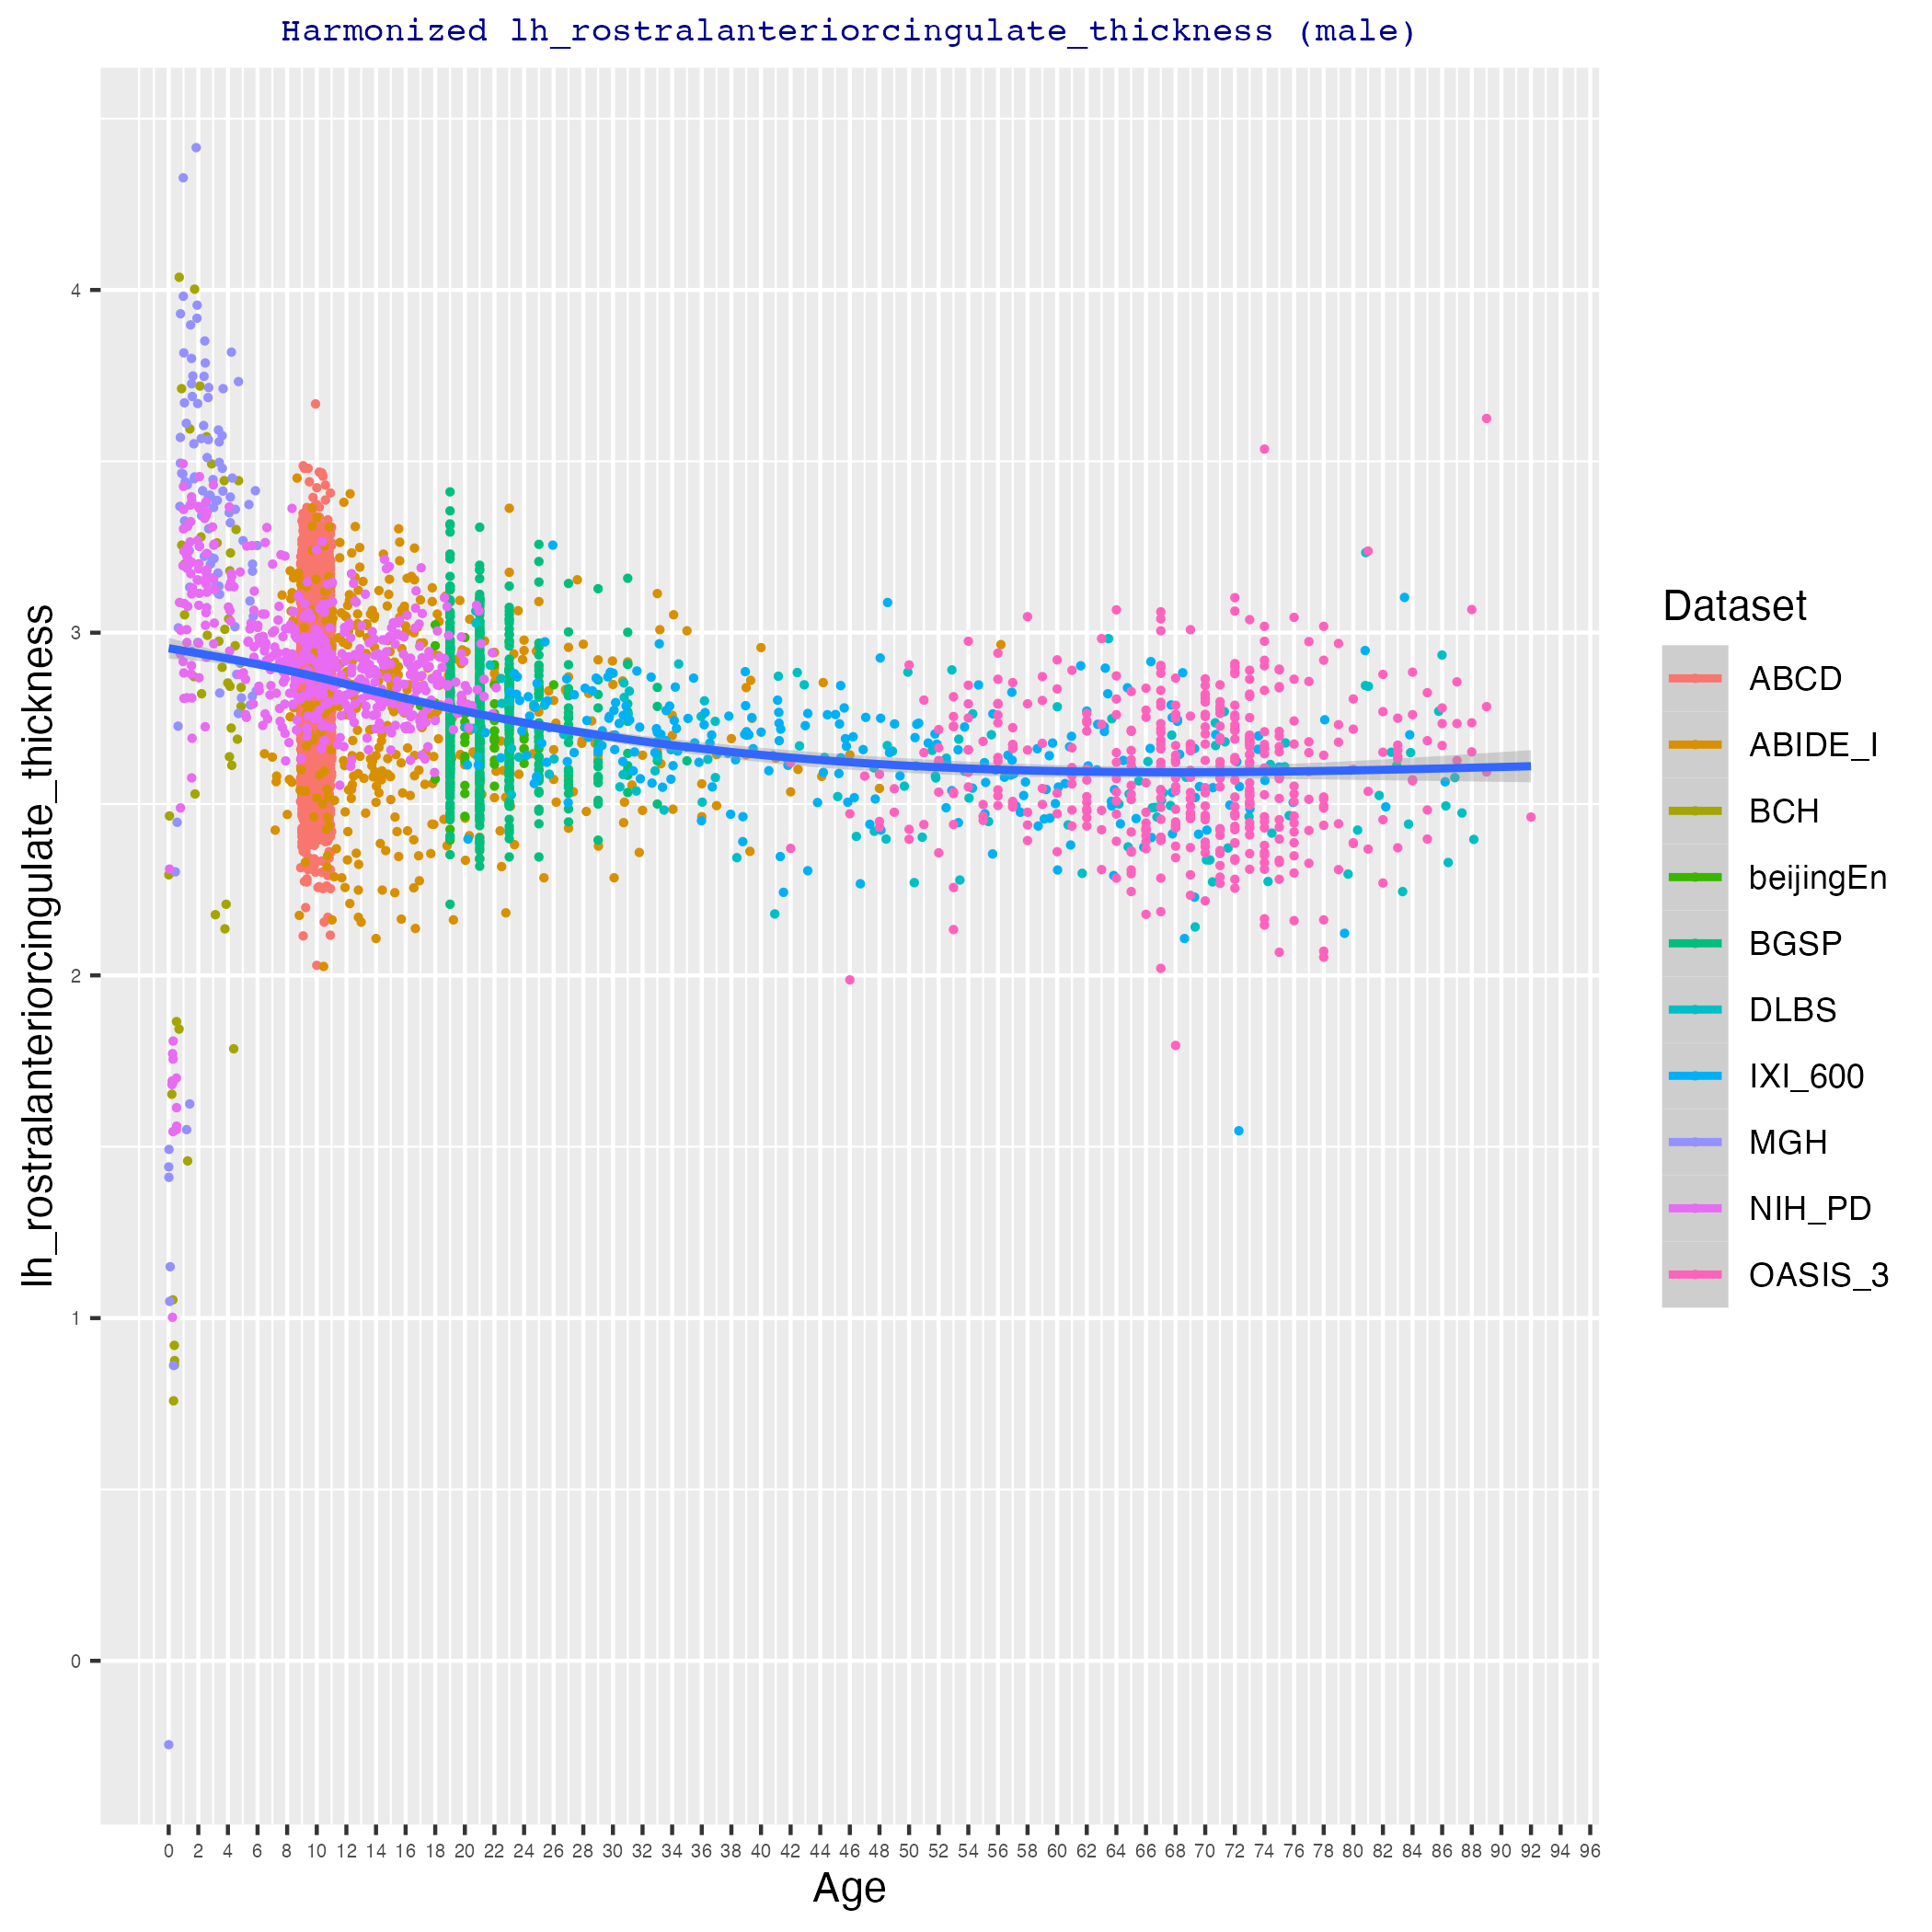 Harmonized lh_rostralanteriorcingulate_thickness (male)
lh_rostralanteriorcingulate_thickness
4
3
2
1
0
0 2 4 6 8 10 12 14 16 18 20 22 24 26 28 30 32 34 36 38 40 42 44 46 48 50 52 54 56 58 60 62 64 66 68 70 72 74 76 78 80 82 84 86 88 90 92 94 96
Age
Dataset
ABCD
ABIDE_I
BCH
beijingEn
BGSP
DLBS
IXI_600
MGH
NIH_PD
OASIS_3